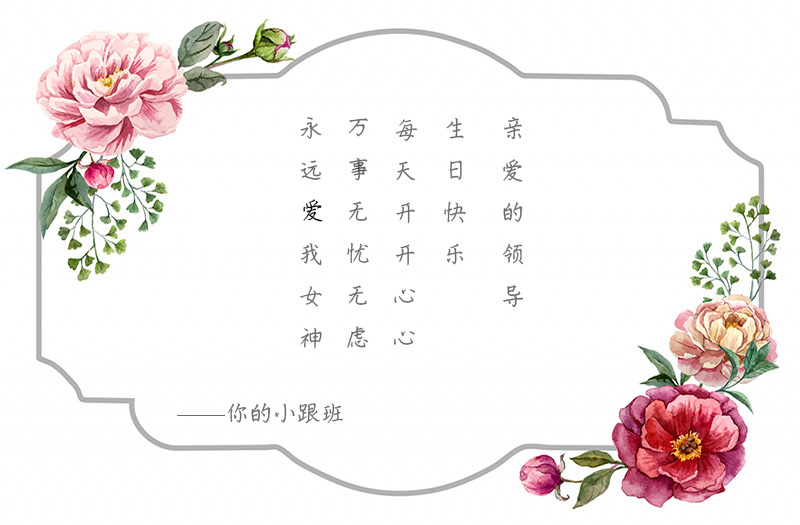 亲爱的领导
生日快乐
每天开开心心
万事无忧无虑
永远爱我女神
——你的小跟班